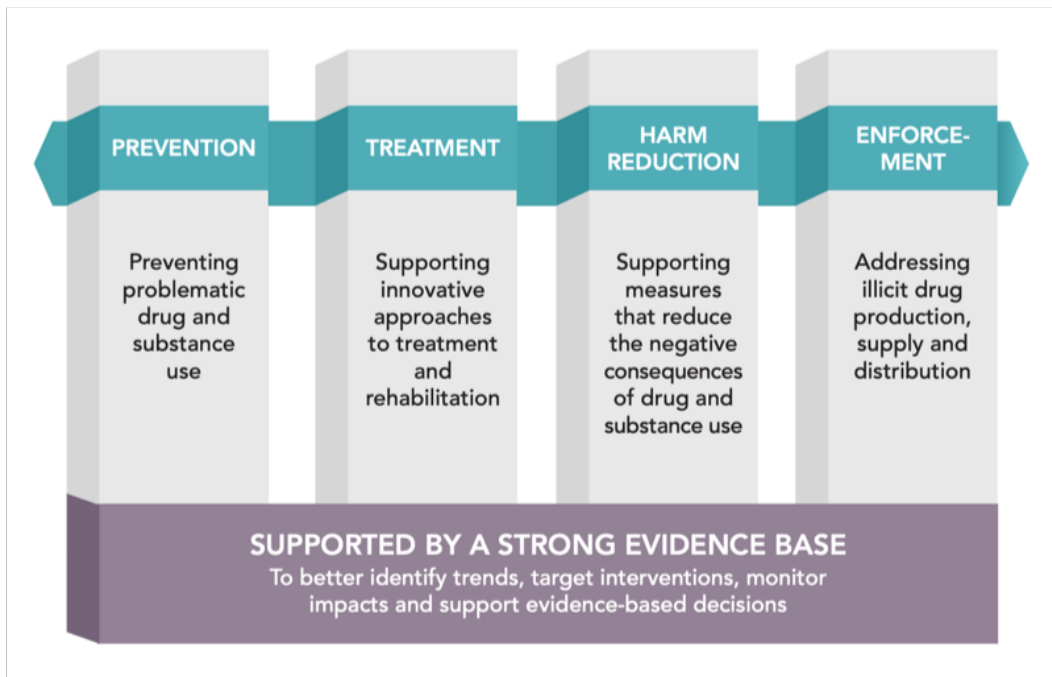 PREVENTION
Preventing
problematic
drug and
substance
use
TREATMENT
Supporting
innovative
approaches
to treatment
and
rehabilitation
HARM
REDUCTION
Supporting
measures
that reduce
the negative
consequences
of drug and
substance use
ENFORCE-
MENT
Addressing
illicit drug
production,
supply and
distribution
SUPPORTED BY A STRONG EVIDENCE BASE
To better identify trends, target interventions, monitor
impacts and support evidence-based decisions